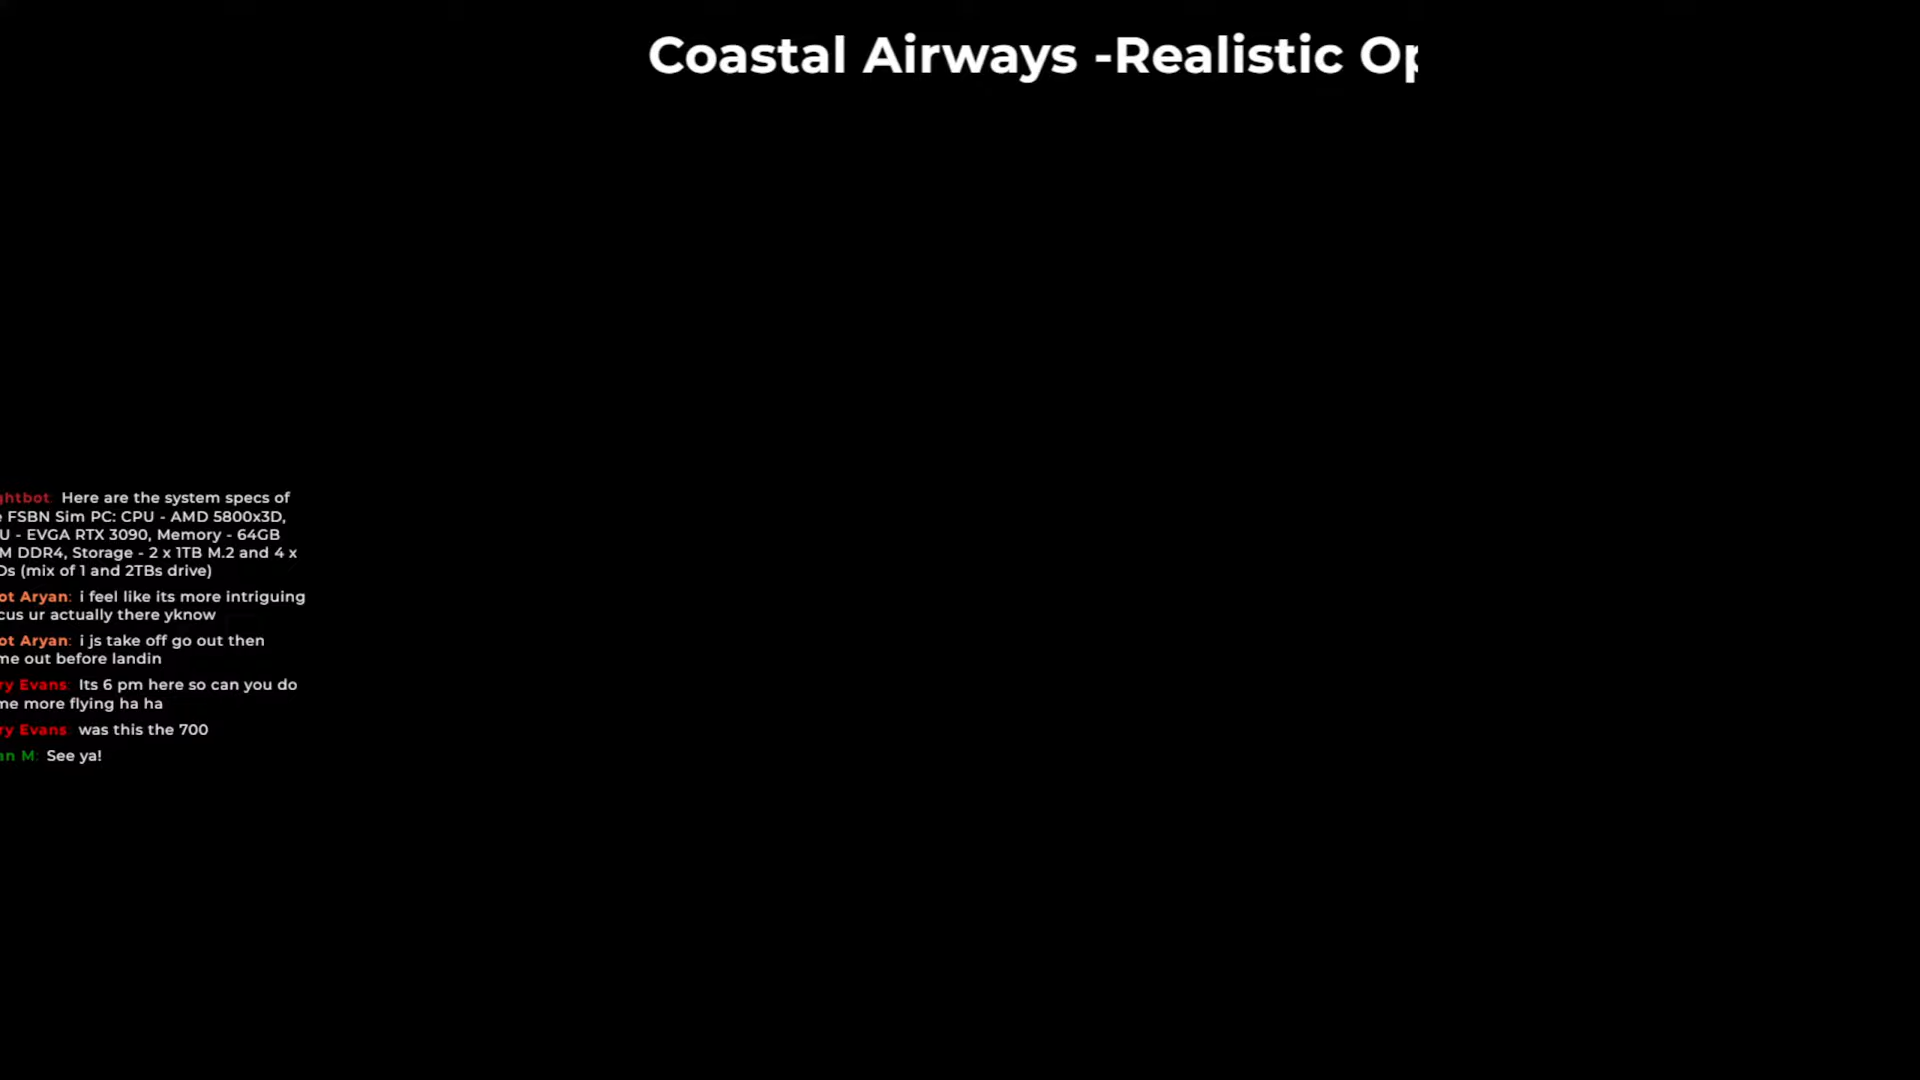 Coastal Airways -Realistic Op
ghtbot: Here are the system specs of
e FSBN Sim PC: CPU - AMD 5800x3D,
U - EVGA RTX 3090, Memory - 64GB
M DDR4, Storage - 2 x 1TB M.2 and 4 x
Ds (mix of 1 and 2TBs drive)
ot Aryan: i feel like its more intriguing
cus ur actually there yknow
ot Aryan: i js take off go out then
me out before landin
ry Evans: Its 6 pm here so can you do
me more flying ha ha
ry Evans: was this the 700
an M: See ya!